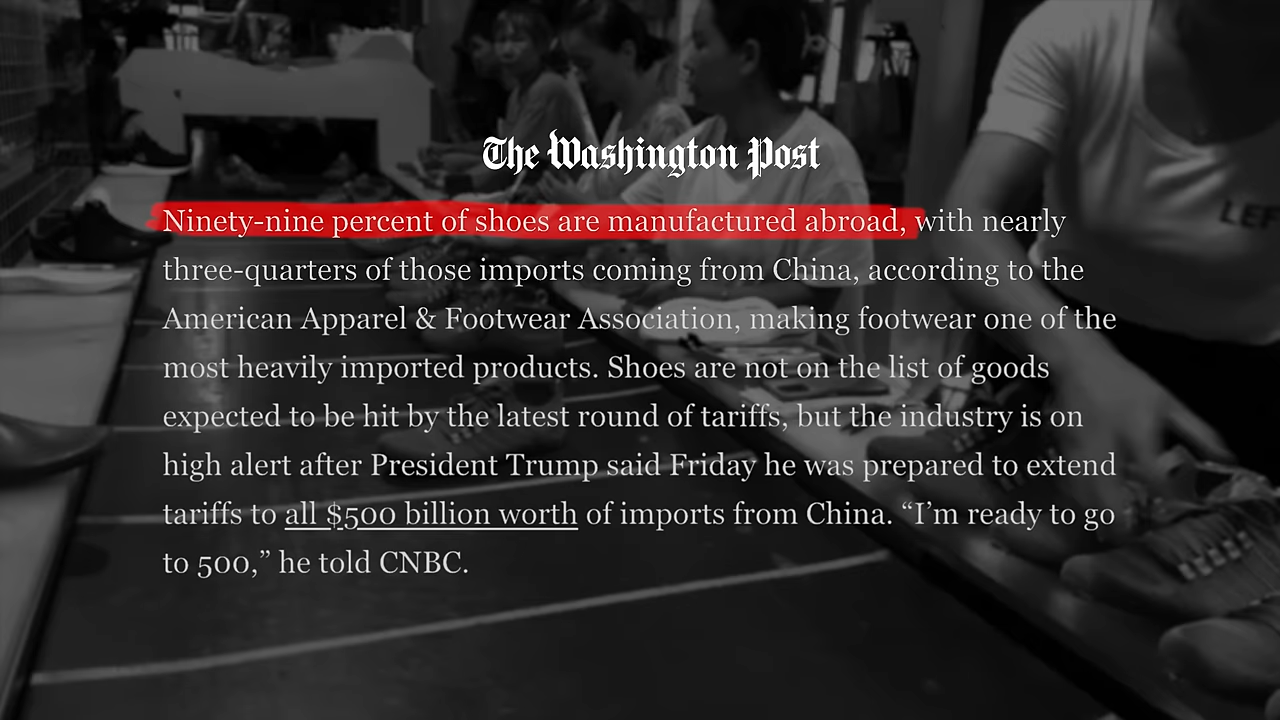 The Washington Post
Ninety-nine percent of shoes are manufactured abroad, with nearly
three-quarters of those imports coming from China, according to the
American Apparel & Footwear Association, making footwear one of the
most heavily imported products. Shoes are not on the list of goods
expected to be hit by the latest round of tariffs, but the industry is on
high alert after President Trump said Friday he was prepared to extend
tariffs to all $500 billion worth of imports from China. “I’m ready to go
to 500,” he told CNBC.